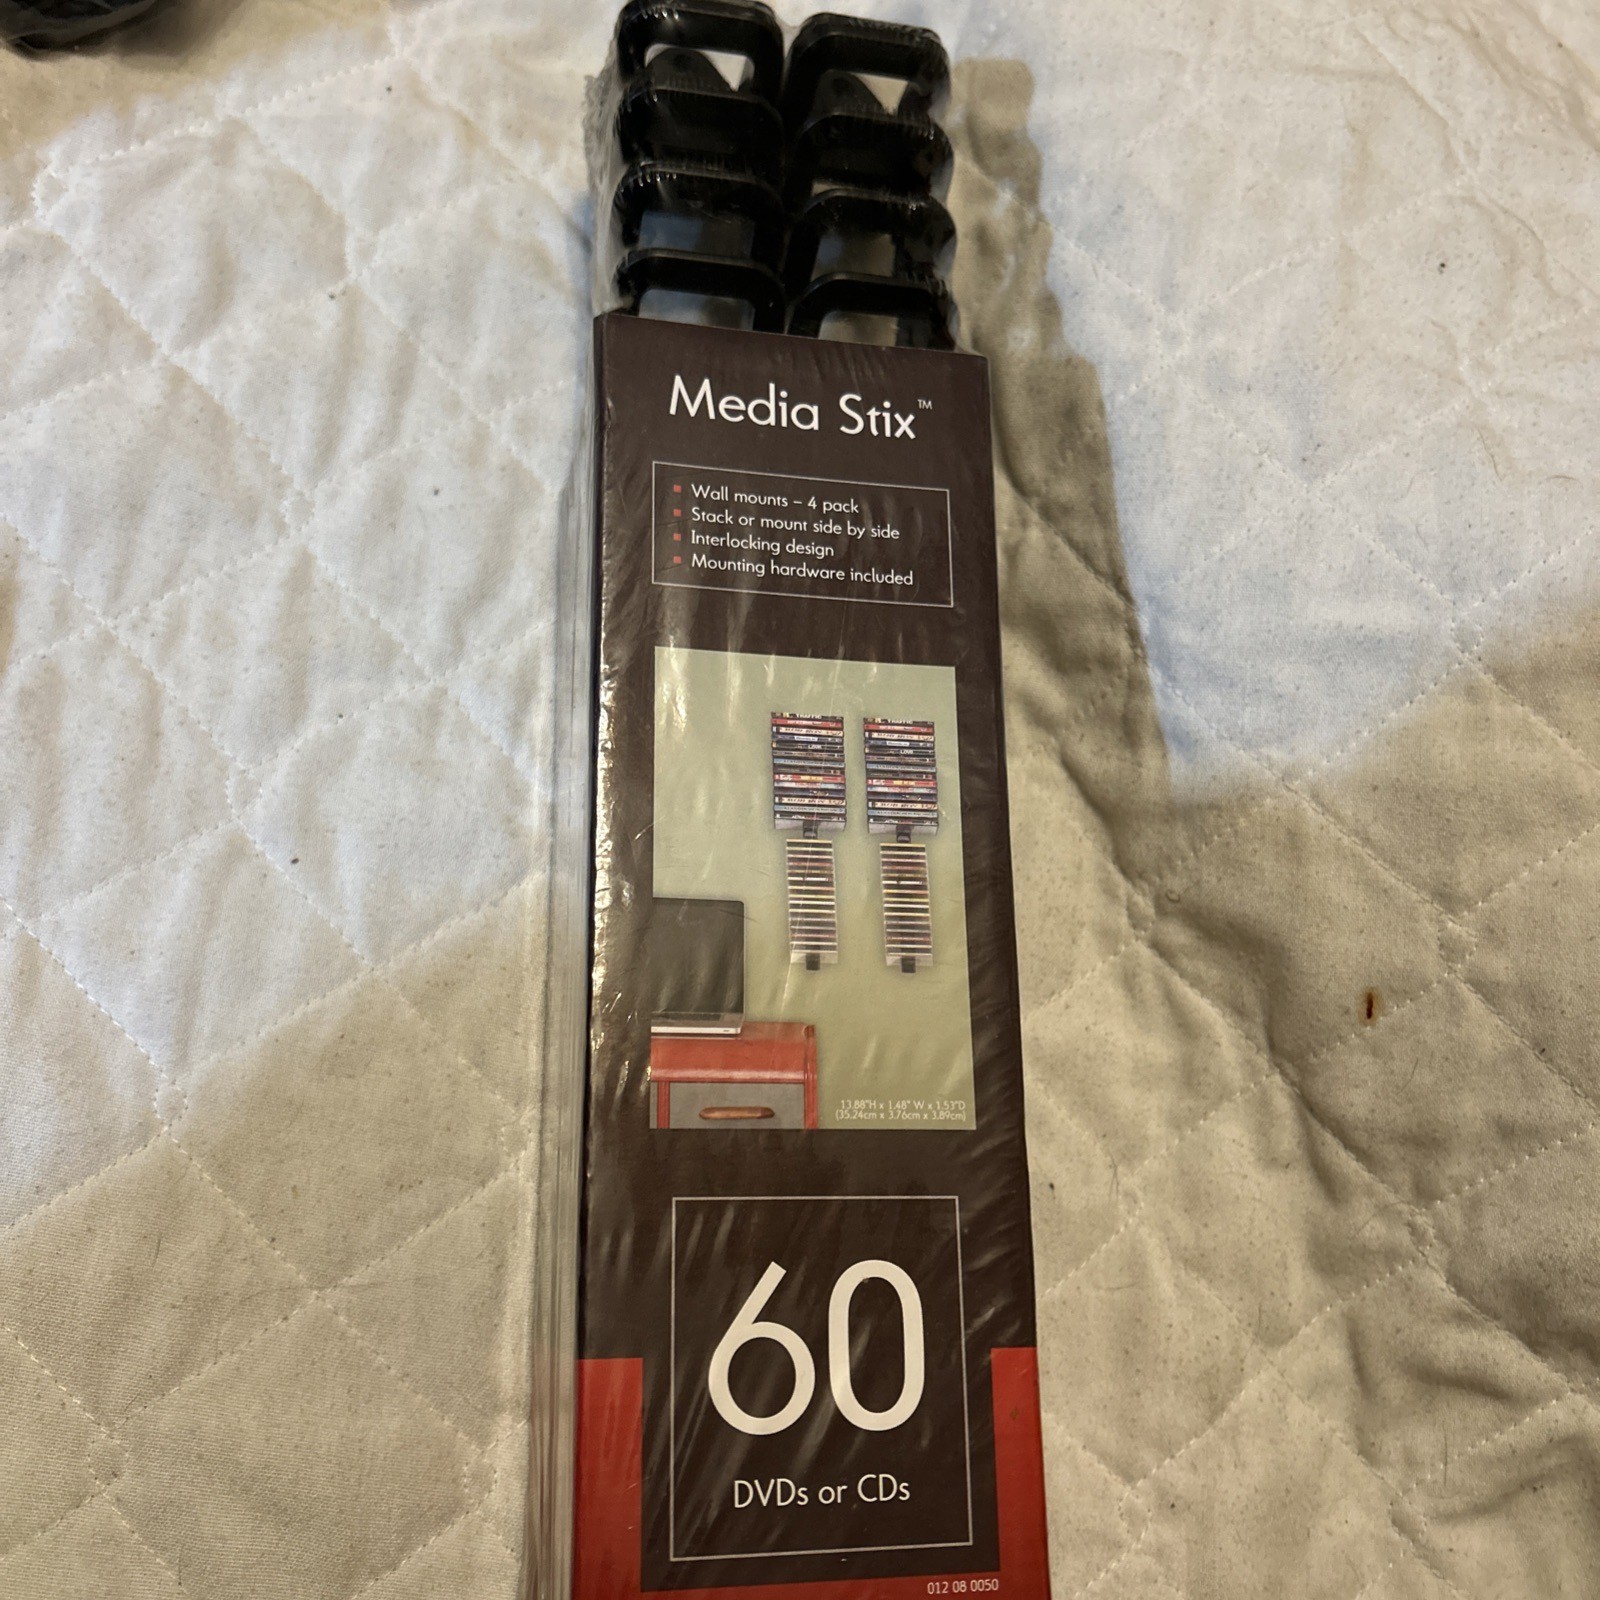 Media Stix™
Wall mounts – 4 pack
Stack or mount side by side
Interlocking design
Mounting hardware included
13.88"H x 1.48" W x 1.53"D
(35.24cm x 3.76cm x 3.89cm)
60
DVDs or CDs
012 08 0050